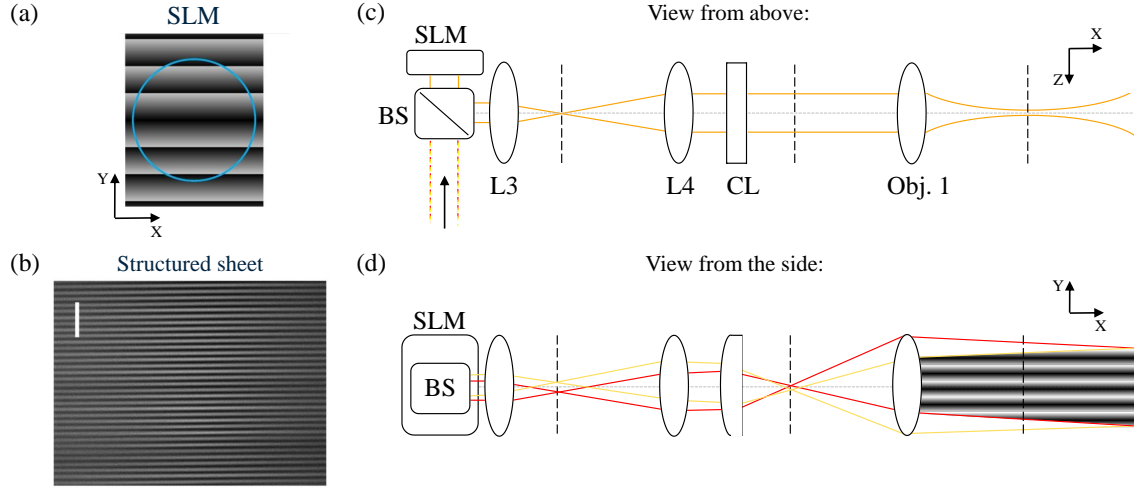 (a)
SLM
Y
X
(b)
Structured sheet
(c)
View from above:
SLM
BS
L3
L4
CL
Obj. 1
X
Z
(d)
View from the side:
SLM
BS
Y
X